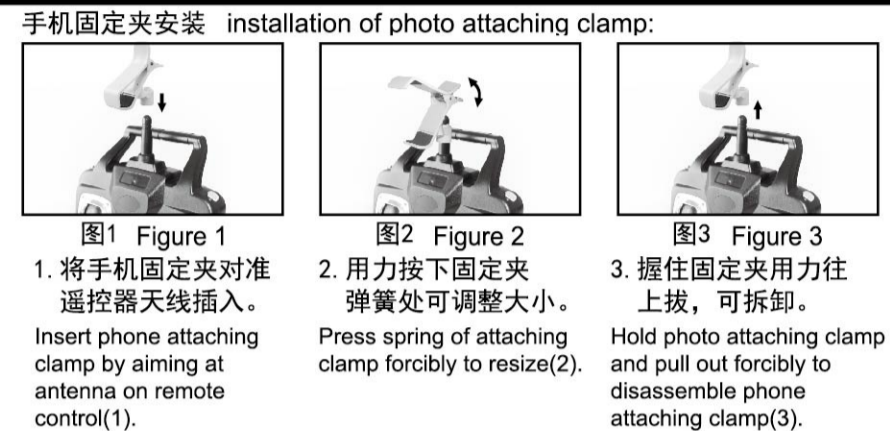 手机固定夹安装 installation of photo attaching clamp:
图1 Figure 1
1. 将手机固定夹对准
遥控器天线插入。
Insert phone attaching
clamp by aiming at
antenna on remote
control(1).
图2 Figure 2
2. 用力按下固定夹
弹簧处可调整大小。
Press spring of attaching
clamp forcibly to resize(2).
图3 Figure 3
3. 握住固定夹用力往
上拔，可拆卸。
Hold photo attaching clamp
and pull out forcibly to
disassemble phone
attaching clamp(3).